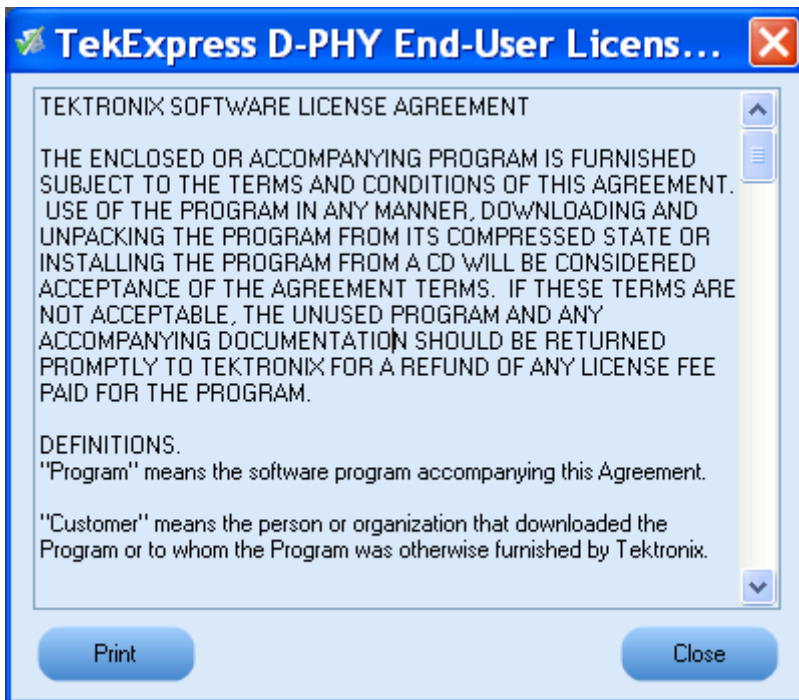 TekExpress D-PHY End-User Licens...
TEKTRONIX SOFTWARE LICENSE AGREEMENT
THE ENCLOSED OR ACCOMPANYING PROGRAM IS FURNISHED
SUBJECT TO THE TERMS AND CONDITIONS OF THIS AGREEMENT.
USE OF THE PROGRAM IN ANY MANNER, DOWNLOADING AND
UNPACKING THE PROGRAM FROM ITS COMPRESSED STATE OR
INSTALLING THE PROGRAM FROM A CD WILL BE CONSIDERED
ACCEPTANCE OF THE AGREEMENT TERMS.  IF THESE TERMS ARE
NOT ACCEPTABLE, THE UNUSED PROGRAM AND ANY
ACCOMPANYING DOCUMENTATION SHOULD BE RETURNED
PROMPTLY TO TEKTRONIX FOR A REFUND OF ANY LICENSE FEE
PAID FOR THE PROGRAM.
DEFINITIONS.
"Program" means the software program accompanying this Agreement.
"Customer" means the person or organization that downloaded the
Program or to whom the Program was otherwise furnished by Tektronix.
Print
Close